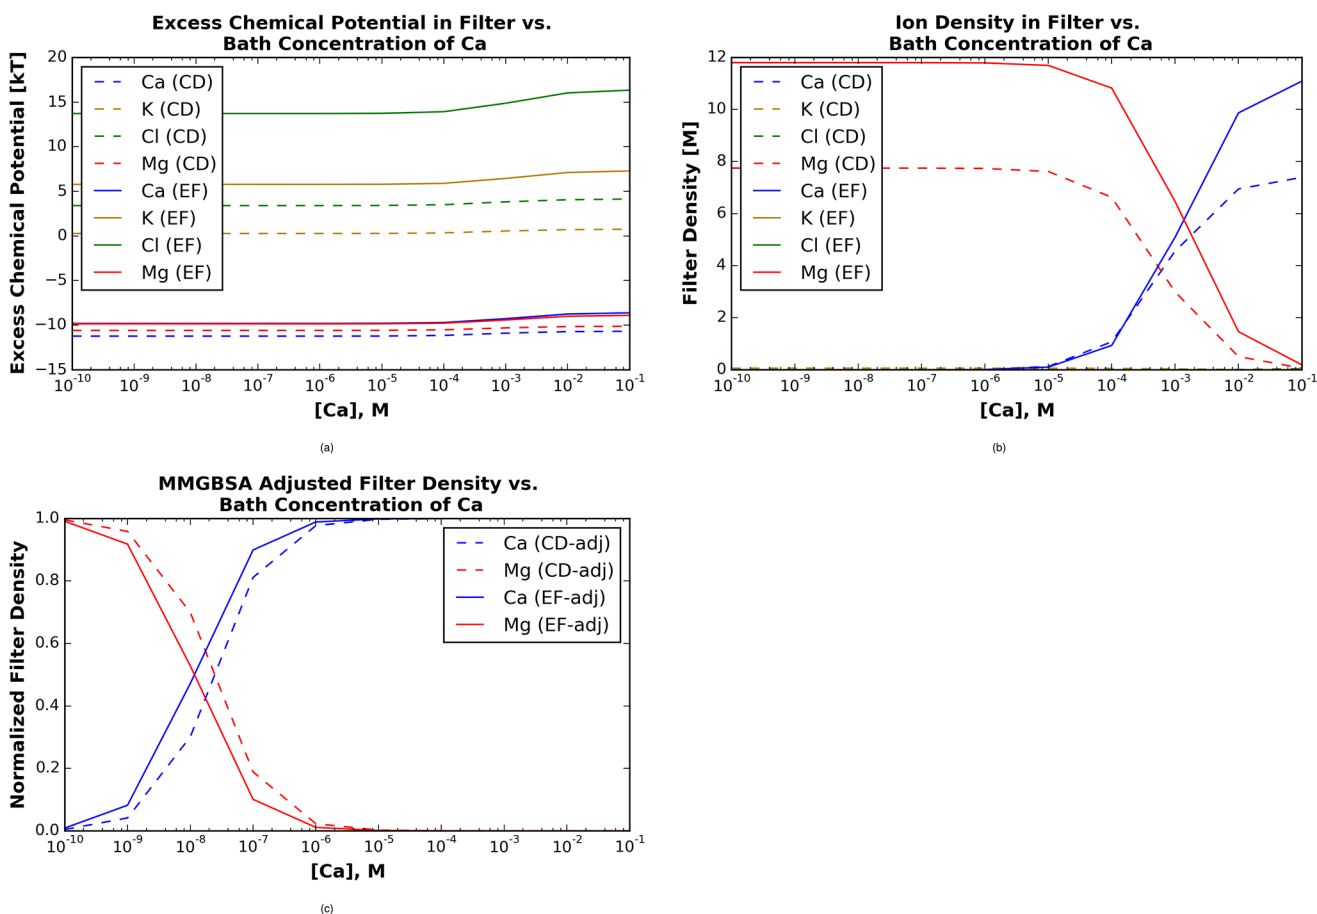 Excess Chemical Potential in Filter vs.
Bath Concentration of Ca
Excess Chemical Potential [kT]
20
15
10
5
0
−5
−10
−15
Ca (CD)
K (CD)
Cl (CD)
Mg (CD)
Ca (EF)
K (EF)
Cl (EF)
Mg (EF)
10^-10 10^-9 10^-8 10^-7 10^-6 10^-5 10^-4 10^-3 10^-2 10^-1
[Ca], M
(a)
Ion Density in Filter vs.
Bath Concentration of Ca
Filter Density [M]
12
10
8
6
4
2
0
Ca (CD)
K (CD)
Cl (CD)
Mg (CD)
Ca (EF)
K (EF)
Cl (EF)
Mg (EF)
10^-10 10^-9 10^-8 10^-7 10^-6 10^-5 10^-4 10^-3 10^-2 10^-1
[Ca], M
(b)
MMGBSA Adjusted Filter Density vs.
Bath Concentration of Ca
Normalized Filter Density
1.0
0.8
0.6
0.4
0.2
0.0
Ca (CD-adj)
Mg (CD-adj)
Ca (EF-adj)
Mg (EF-adj)
10^-10 10^-9 10^-8 10^-7 10^-6 10^-5 10^-4 10^-3 10^-2 10^-1
[Ca], M
(c)